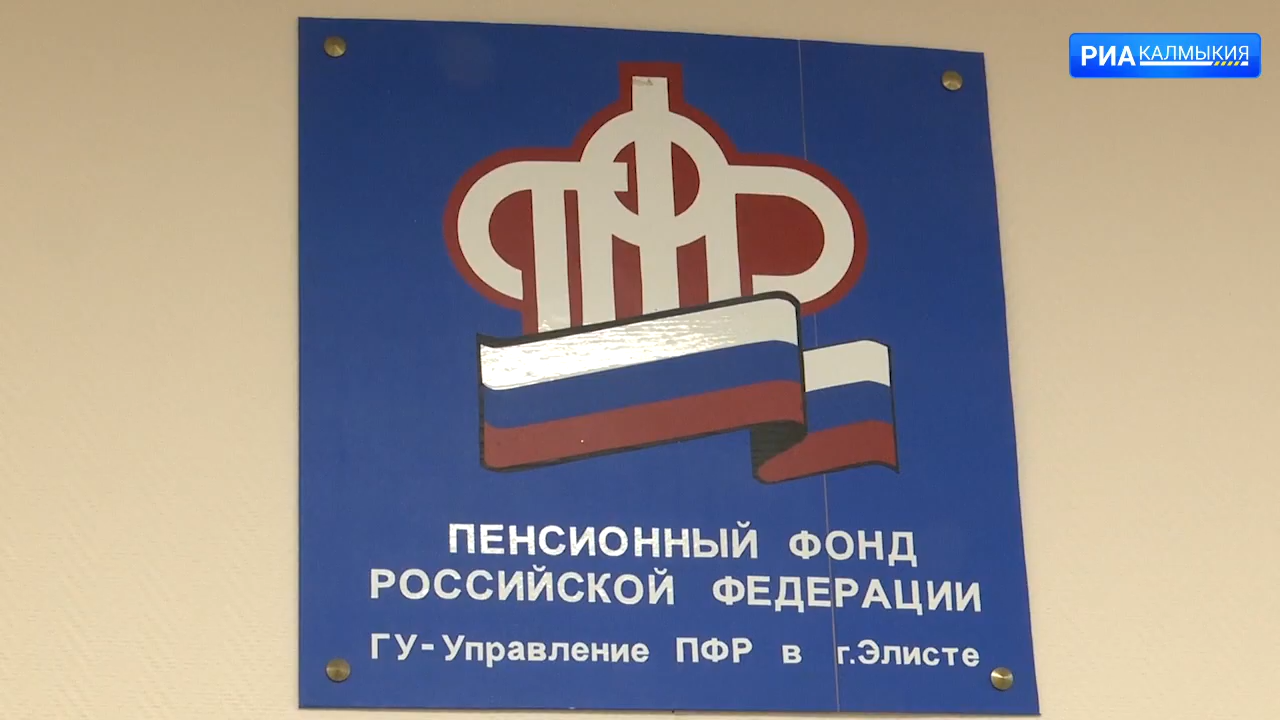 РИА КАЛМЫКИЯ
ПФР
ПЕНСИОННЫЙ ФОНД
РОССИЙСКОЙ ФЕДЕРАЦИИ
ГУ-Управление ПФР в г.Элисте